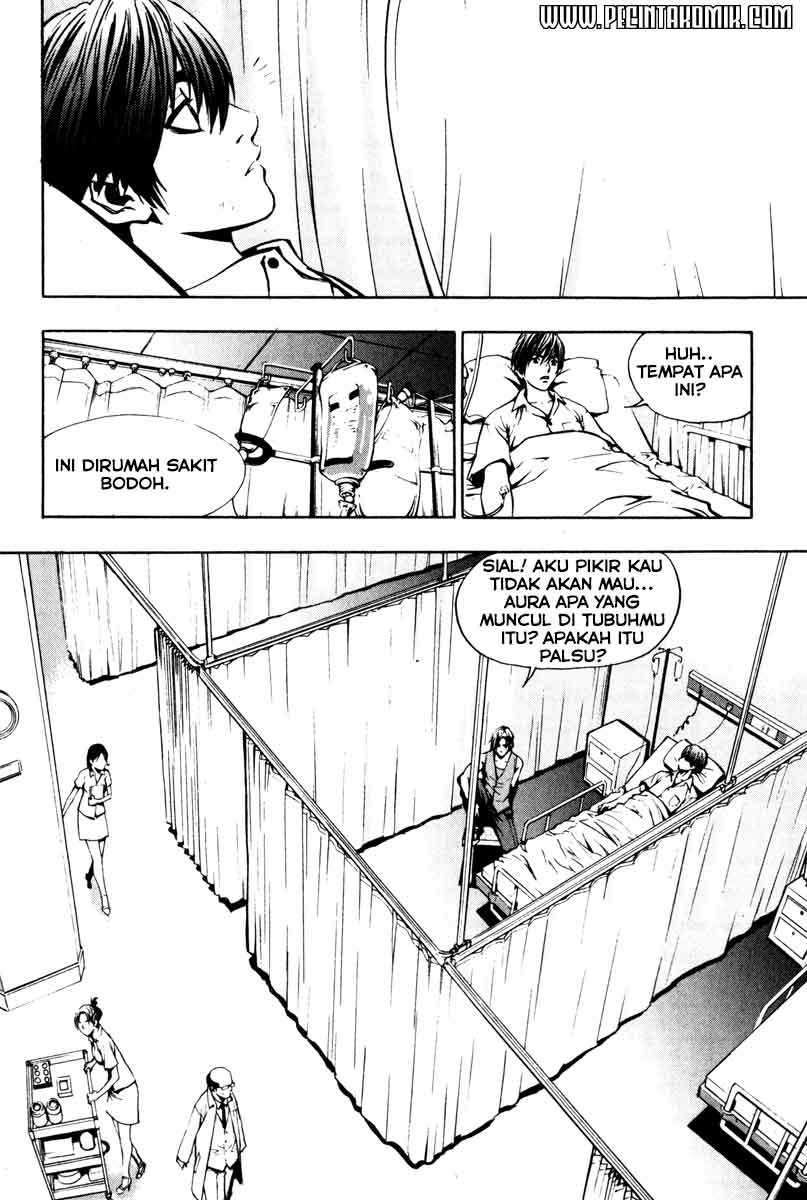 WWW.PECINTAKOMIK.COM
HUH..
TEMPAT APA
INI?
INI DIRUMAH SAKIT
BODOH.
SIAL! AKU PIKIR KAU
TIDAK AKAN MAU...
AURA APA YANG
MUNCUL DI TUBUHMU
ITU? APAKAH ITU
PALSU?